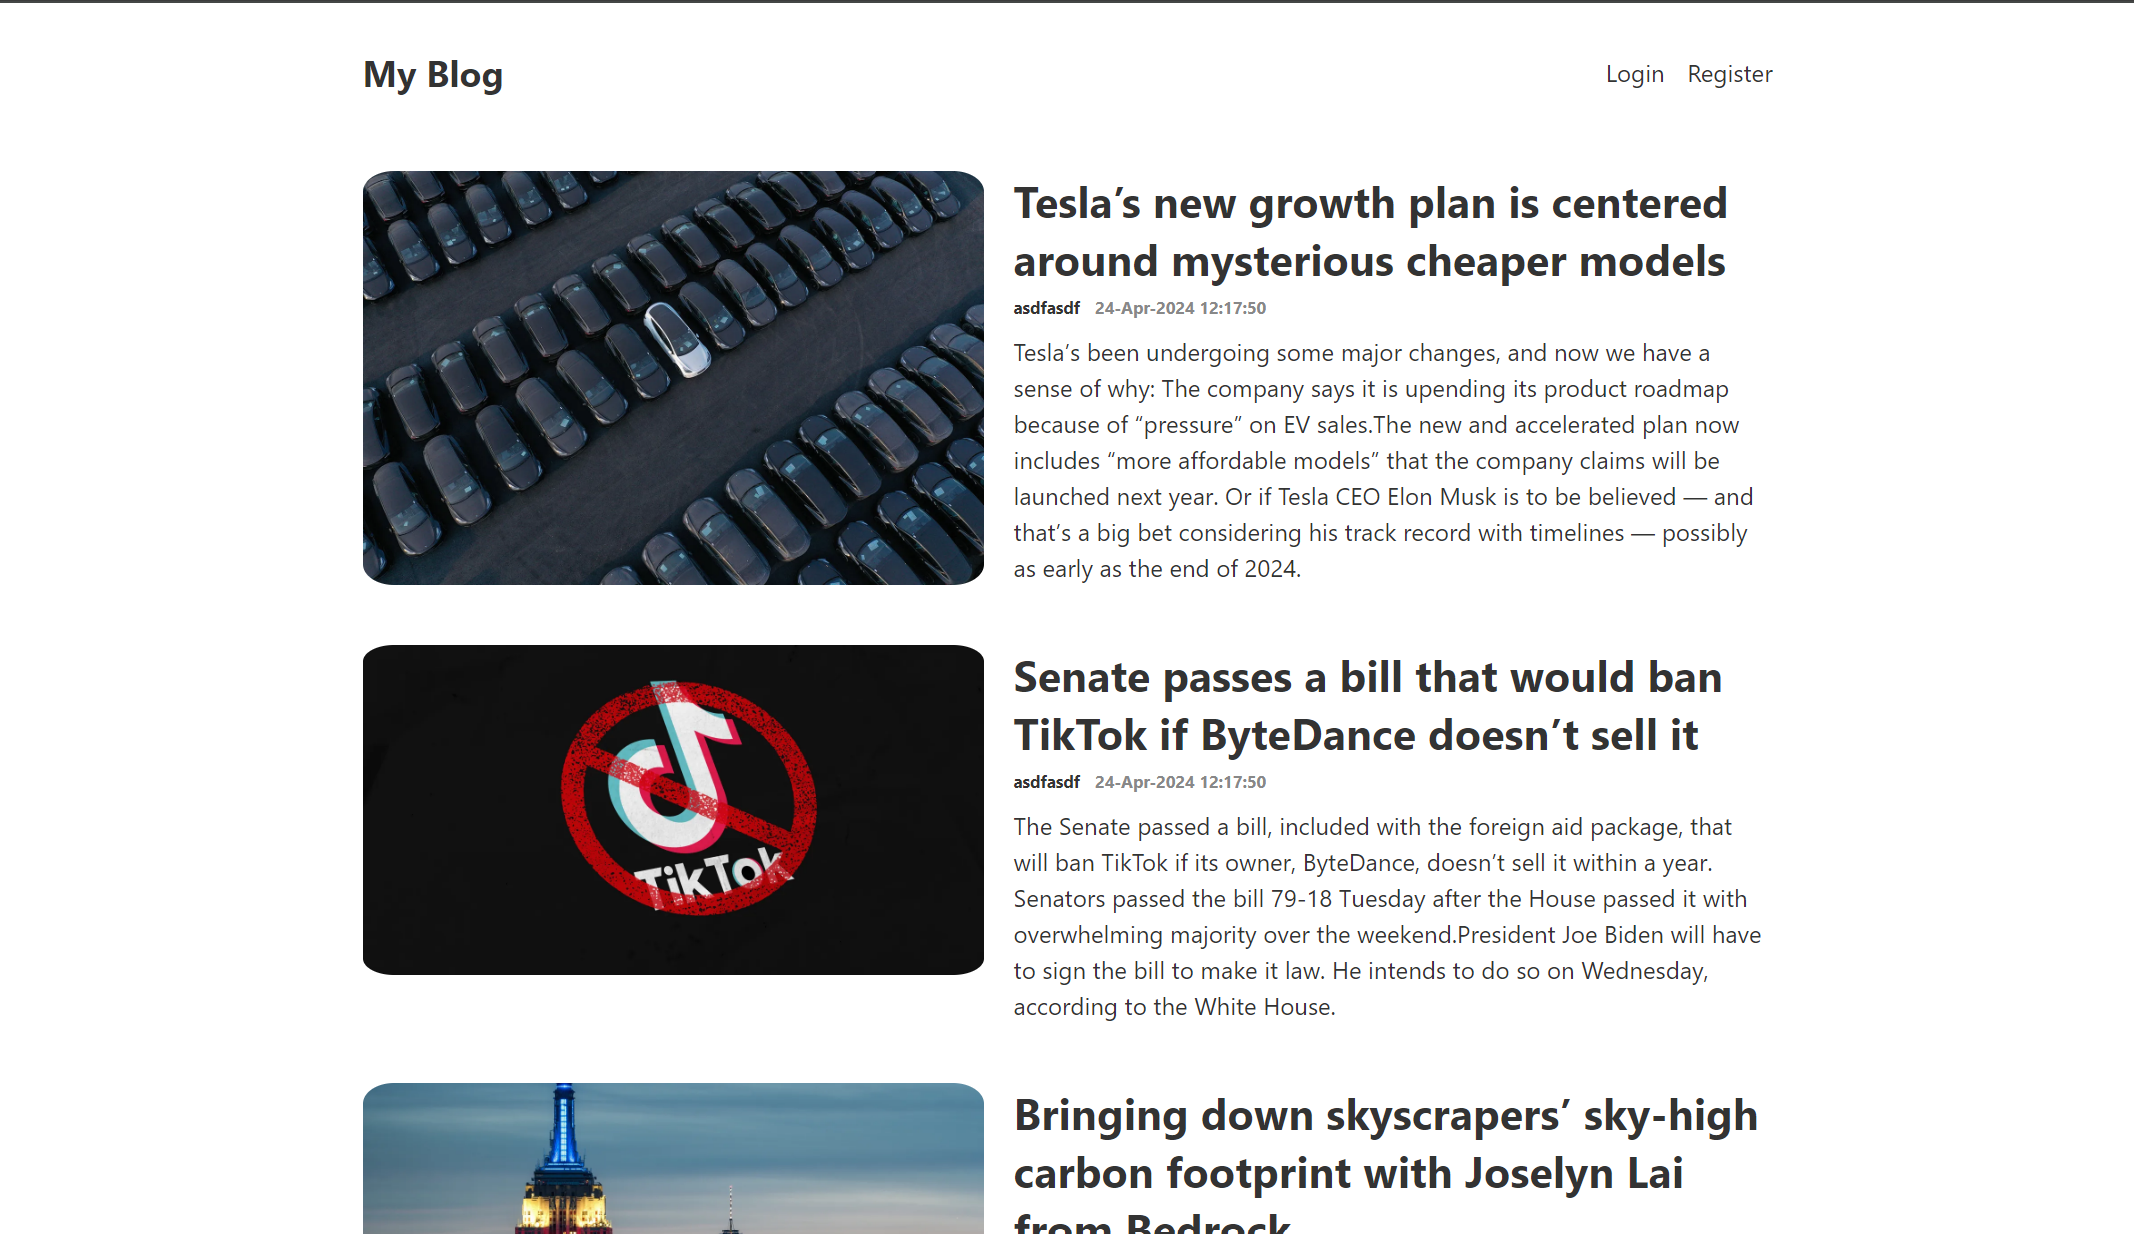 My Blog
Login Register
Tesla’s new growth plan is centered
around mysterious cheaper models
asdfasdf 24-Apr-2024 12:17:50
Tesla’s been undergoing some major changes, and now we have a
sense of why: The company says it is upending its product roadmap
because of “pressure” on EV sales.The new and accelerated plan now
includes “more affordable models” that the company claims will be
launched next year. Or if Tesla CEO Elon Musk is to be believed — and
that’s a big bet considering his track record with timelines — possibly
as early as the end of 2024.
TikTok
Senate passes a bill that would ban
TikTok if ByteDance doesn’t sell it
asdfasdf 24-Apr-2024 12:17:50
The Senate passed a bill, included with the foreign aid package, that
will ban TikTok if its owner, ByteDance, doesn’t sell it within a year.
Senators passed the bill 79-18 Tuesday after the House passed it with
overwhelming majority over the weekend.President Joe Biden will have
to sign the bill to make it law. He intends to do so on Wednesday,
according to the White House.
Bringing down skyscrapers’ sky-high
carbon footprint with Joselyn Lai
from Bedrock